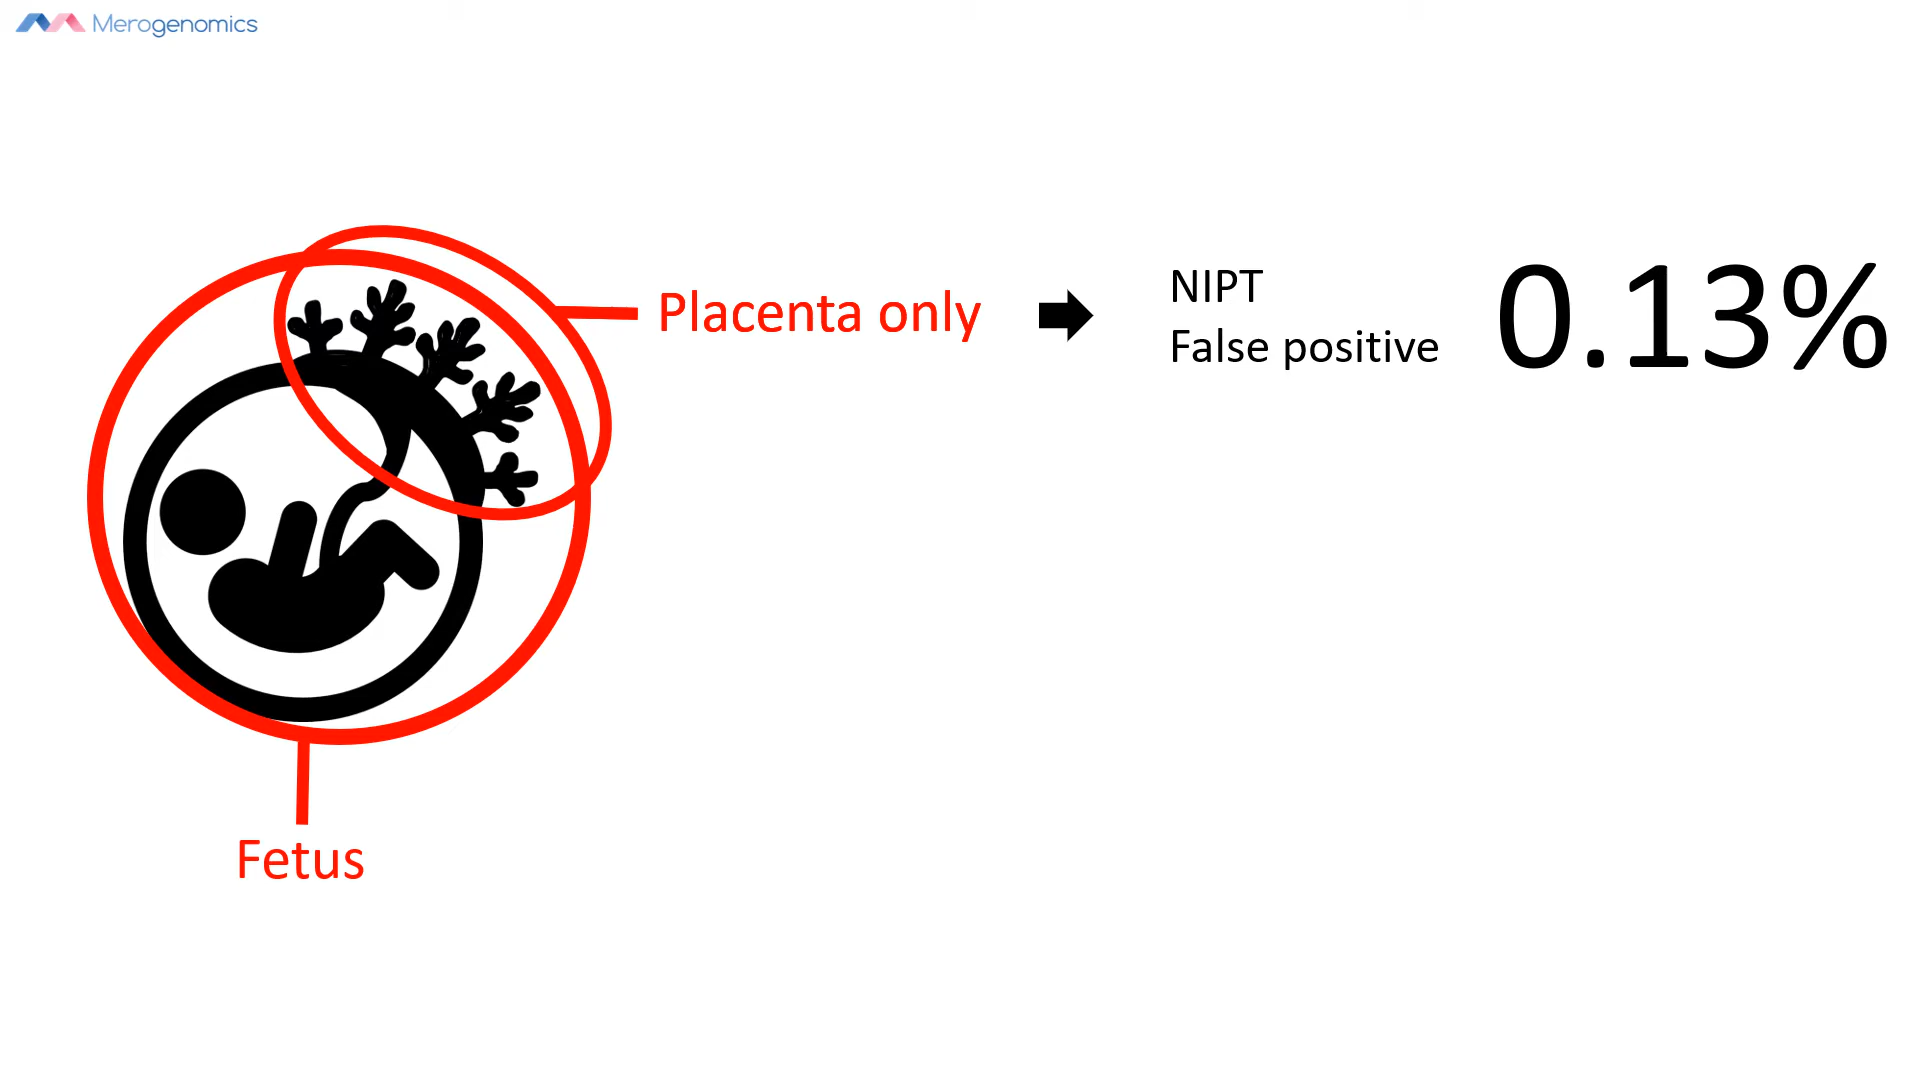 Merogenomics
Placenta only
NIPT
False positive
0.13%
Fetus